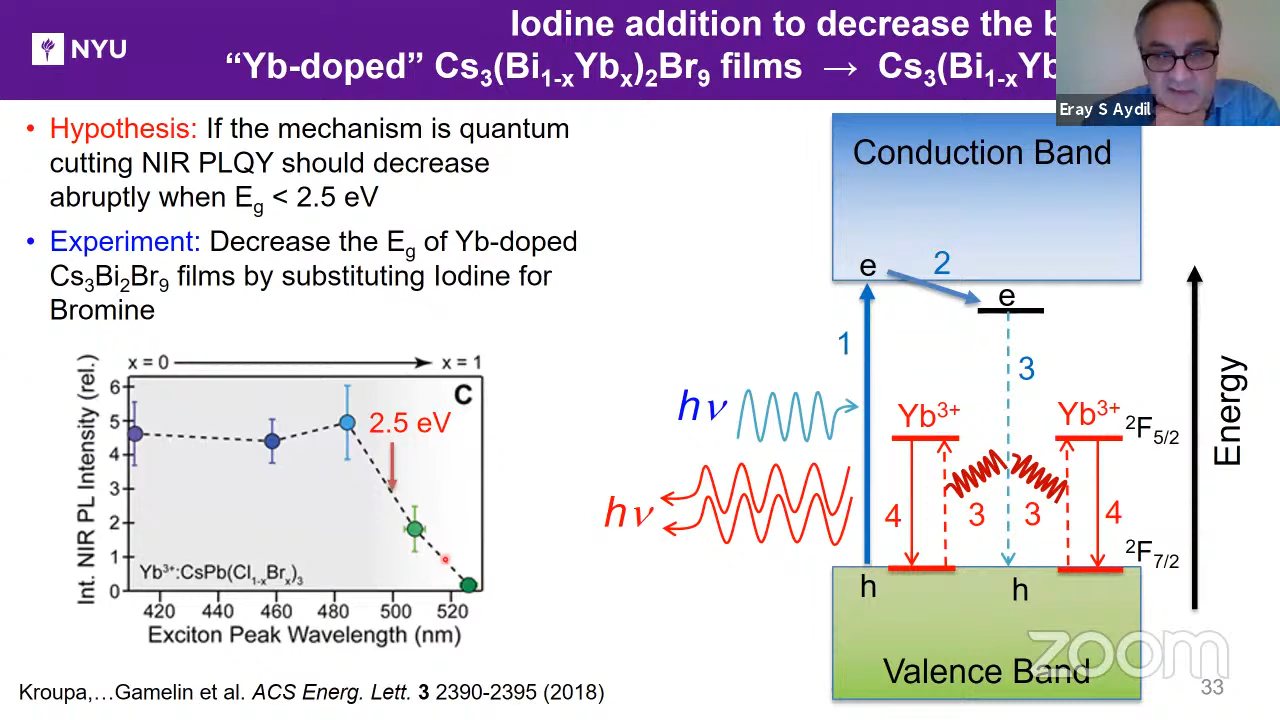 NYU
Iodine addition to decrease the b
“Yb-doped” Cs3(Bi1-xYbx)2Br9 films → Cs3(Bi1-xYb
Eray S Aydil
• Hypothesis: If the mechanism is quantum
cutting NIR PLQY should decrease
abruptly when Eg < 2.5 eV
• Experiment: Decrease the Eg of Yb-doped
Cs3Bi2Br9 films by substituting Iodine for
Bromine
x = 0
x = 1
C
Int. NIR PL Intensity (rel.)
6
5
4
3
2
1
0
2.5 eV
Yb3+:CsPb(Cl1-xBrx)3
420 440 460 480 500 520
Exciton Peak Wavelength (nm)
Kroupa,…Gamelin et al. ACS Energ. Lett. 3 2390-2395 (2018)
Conduction Band
e
2
e
1
3
hν
Yb3+
Yb3+
2F5/2
hν
4
3
3
4
2F7/2
h
h
Valence Band
Energy
zoom
33